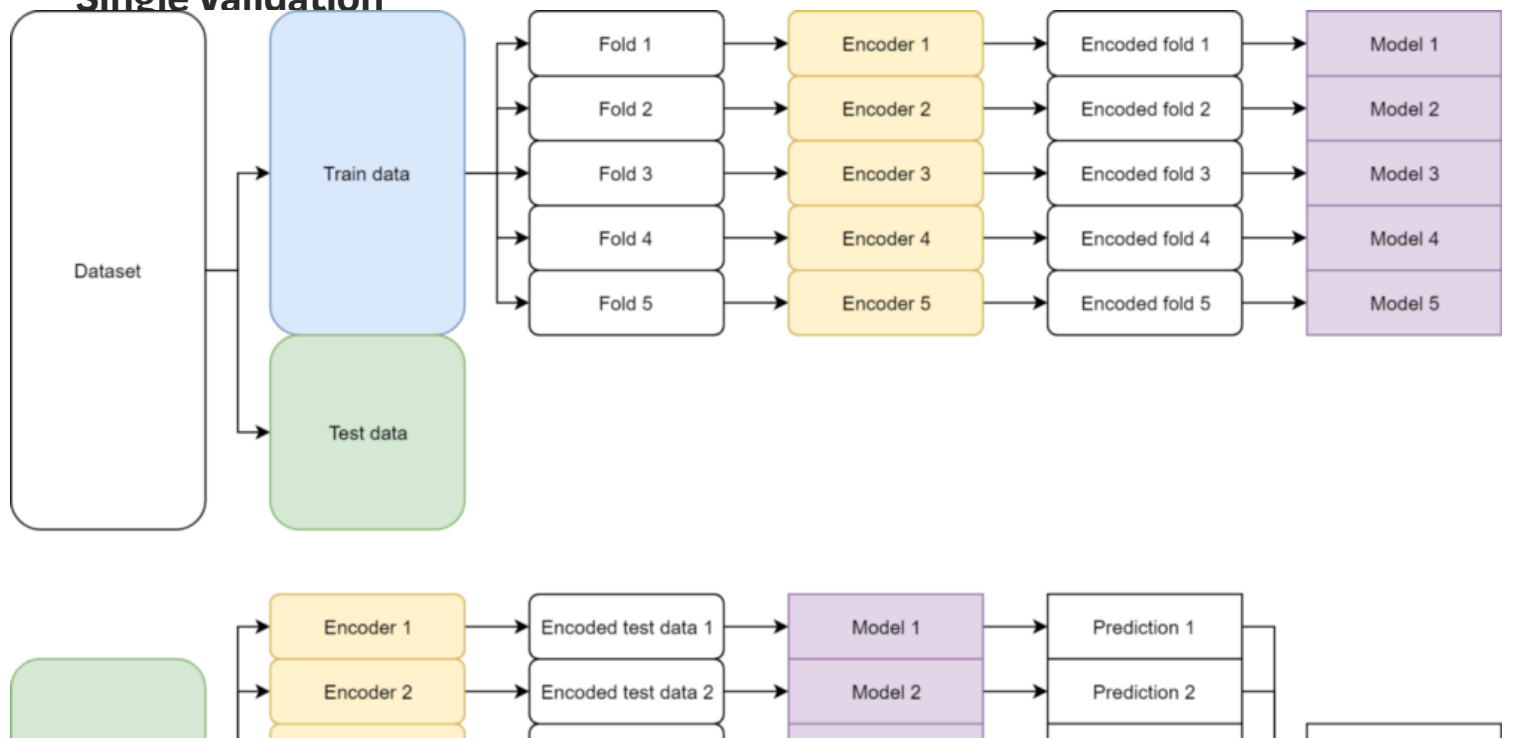 Single Validation
Fold 1 Encoder 1 Encoded fold 1 Model 1
Fold 2 Encoder 2 Encoded fold 2 Model 2
Train data Fold 3 Encoder 3 Encoded fold 3 Model 3
Fold 4 Encoder 4 Encoded fold 4 Model 4
Dataset
Fold 5 Encoder 5 Encoded fold 5 Model 5
Test data
Encoder 1 Encoded test data 1 Model 1 Prediction 1
Encoder 2 Encoded test data 2 Model 2 Prediction 2